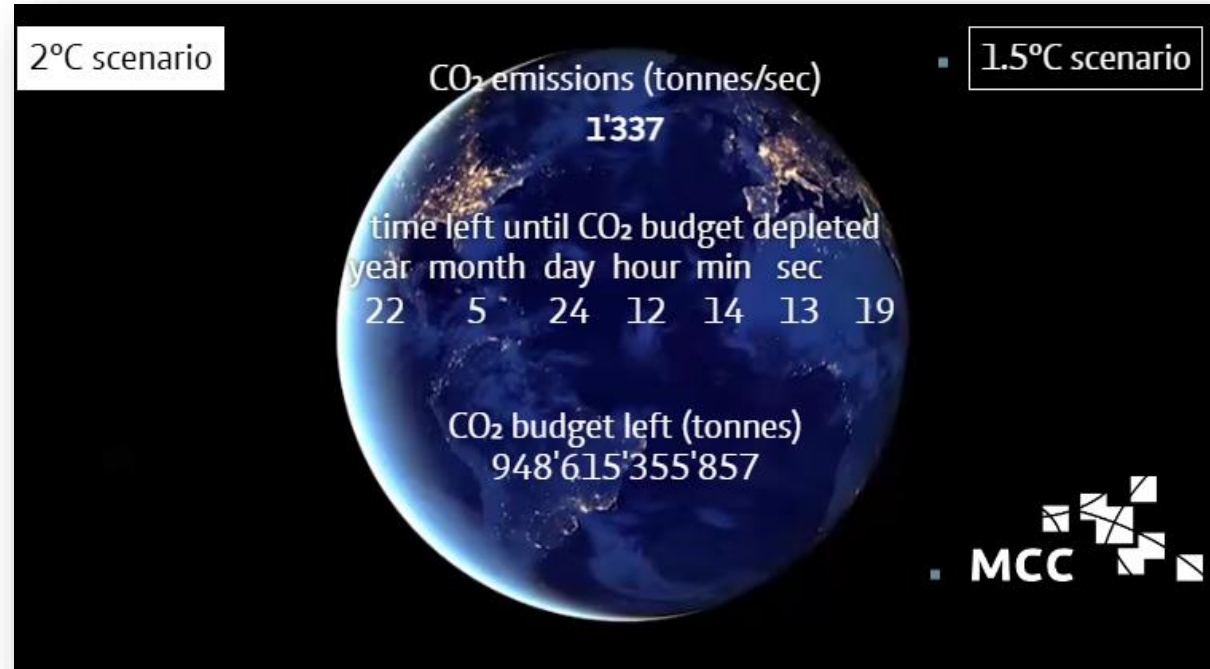 2°C scenario
1.5°C scenario
CO₂ emissions (tonnes/sec)
1'337
time left until CO₂ budget depleted
year month day hour min sec
22 5 24 12 14 13 19
CO₂ budget left (tonnes)
948'615'355'857
MCC